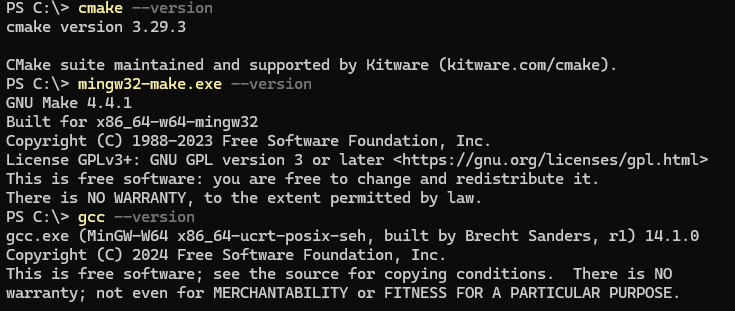 PS C:\> cmake --version
cmake version 3.29.3
CMake suite maintained and supported by Kitware (kitware.com/cmake).
PS C:\> mingw32-make.exe --version
GNU Make 4.4.1
Built for x86_64-w64-mingw32
Copyright (C) 1988-2023 Free Software Foundation, Inc.
License GPLv3+: GNU GPL version 3 or later <https://gnu.org/licenses/gpl.html>
This is free software: you are free to change and redistribute it.
There is NO WARRANTY, to the extent permitted by law.
PS C:\> gcc --version
gcc.exe (MinGW-W64 x86_64-ucrt-posix-seh, built by Brecht Sanders, r1) 14.1.0
Copyright (C) 2024 Free Software Foundation, Inc.
This is free software; see the source for copying conditions.  There is NO
warranty; not even for MERCHANTABILITY or FITNESS FOR A PARTICULAR PURPOSE.